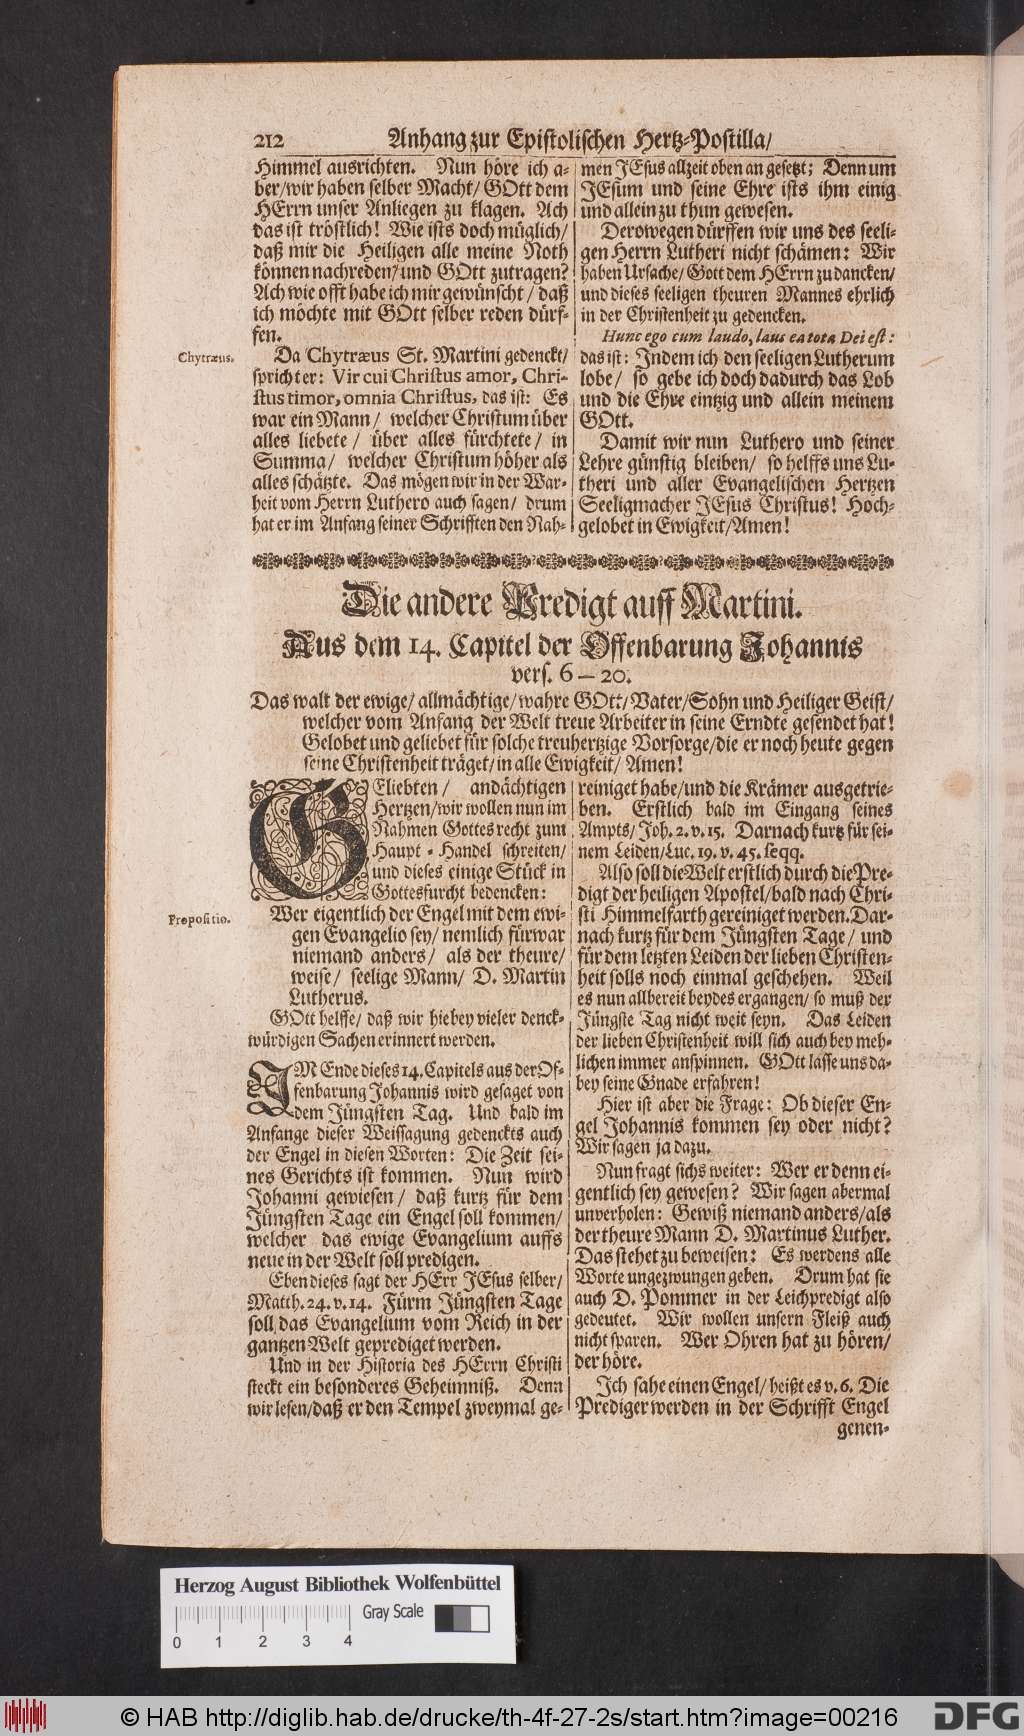 212 Anhang zur Epistolischen Hertz-Postilla/
Himmel ausrichten. Nun höre ich a-
ber/wir haben selber Macht/ GOtt dem
HErrn unser Anliegen zu klagen. Ach
das ist tröstlich! Wie ists doch müglich/
daß mir die Heiligen alle meine Noth
können nachreden/ und GOtt zutragen?
Ach wie offt habe ich mir gewünscht/ daß
ich möchte mit GOtt selber reden dürf-
fen.
Chytræus.
Da Chytræus St. Martini gedenckt/
spricht er: Vir cui Christus amor, Chri-
stus timor, omnia Christus, das ist: Es
war ein Mann/ welcher Christum über
alles liebete/ über alles fürchtete/ in
Summa/ welcher Christum höher als
alles schätzte. Das mögen wir in der War-
heit vom Herrn Luthero auch sagen/ drum
hat er im Anfang seiner Schrifften den Nah-
men JEsus allzeit oben an gesetzt; Denn um
JEsum und seine Ehre ists ihm einig
und allein zu thun gewesen.
Derowegen dürffen wir uns des seeli-
gen Herrn Lutheri nicht schämen: Wir
haben Ursache/ Gott dem HErrn zu dancken/
und dieses seeligen theuren Mannes ehrlich
in der Christenheit zu gedencken.
Hunc ego cum laudo, laus ea tota Dei est:
das ist: Indem ich den seeligen Lutherum
lobe/ so gebe ich doch dadurch das Lob
und die Ehre eintzig und allein meinem
GOtt.
Damit wir nun Luthero und seiner
Lehre günstig bleiben/ so helffs uns Lu-
theri und aller Evangelischen Hertzen
Seeligmacher JEsus Christus! Hoch-
gelobet in Ewigkeit/Amen!
Die andere Predigt auff Martini.
Aus dem 14. Capitel der Offenbarung Johannis
vers. 6 — 20.
Das walt der ewige/ allmächtige/ wahre GOtt/ Vater/ Sohn und Heiliger Geist/
welcher vom Anfang der Welt treue Arbeiter in seine Erndte gesendet hat!
Gelobet und geliebet für solche treuhertzige Vorsorge/die er noch heute gegen
seine Christenheit träget/ in alle Ewigkeit/ Amen!
GEliebten/ andächtigen
Hertzen/wir wollen nun im
Nahmen Gottes recht zum
Haupt-Handel schreiten/
und dieses einige Stück in
Gottesfurcht bedencken:
Propositio.
Wer eigentlich der Engel mit dem ewi-
gen Evangelio sey/ nemlich fürwar
niemand anders/ als der theure/
weise/ seelige Mann/ D. Martin
Lutherus.
GOtt helffe/ daß wir hiebey vieler denck-
würdigen Sachen erinnert werden.
IM Ende dieses 14. Capitels aus der Of-
fenbarung Johannis wird gesaget von
dem Jüngsten Tag. Und bald im
Anfange dieser Weissagung gedenckts auch
der Engel in diesen Worten: Die Zeit sei-
nes Gerichts ist kommen. Nun wird
Johanni gewiesen/ daß kurtz für dem
Jüngsten Tage ein Engel soll kommen/
welcher das ewige Evangelium auffs
neue in der Welt soll predigen.
Eben dieses sagt der HErr JEsus selber/
Matth. 24. v. 14. Fürm Jüngsten Tage
soll das Evangelium vom Reich in der
gantzen Welt geprediget werden.
Und in der Historia des HErrn Christi
steckt ein besonderes Geheimniß. Denn
wir lesen/daß er den Tempel zweymal ge-
reiniget habe/und die Krämer ausgetrie-
ben. Erstlich bald im Eingang seines
Ampts/ Joh. 2. v. 15. Darnach kurtz für sei-
nem Leiden/Luc. 19. v. 45. seqq.
Also soll die Welt erstlich durch die Pre-
digt der heiligen Apostel/bald nach Chri-
sti Himmelfarth gereiniget werden. Dar-
nach kurtz für dem Jüngsten Tage/ und
für dem letzten Leiden der lieben Christen-
heit solls noch einmal geschehen. Weil
es nun allbereit beydes ergangen/ so muß der
Jüngste Tag nicht weit seyn. Das Leiden
der lieben Christenheit will sich auch bey meh-
lichen immer anspinnen. GOtt lasse uns da-
bey seine Gnade erfahren!
Hier ist aber die Frage: Ob dieser En-
gel Johannis kommen sey oder nicht?
Wir sagen ja dazu.
Nun fragt sichs weiter: Wer er denn ei-
gentlich sey gewesen? Wir sagen abermal
unverholen: Gewiß niemand anders/als
der theure Mann D. Martinus Luther.
Das stehet zu beweisen: Es werdens alle
Worte ungezwungen geben. Drum hat sie
auch D. Pommer in der Leichpredigt also
gedeutet. Wir wollen unsern Fleiß auch
nicht sparen. Wer Ohren hat zu hören/
der höre.
Ich sahe einen Engel/ heißt es v. 6. Die
Prediger werden in der Schrifft Engel
genen-
Herzog August Bibliothek Wolfenbüttel
Gray Scale
0 1 2 3 4
© HAB http://diglib.hab.de/drucke/th-4f-27-2s/start.htm?image=00216
DFG